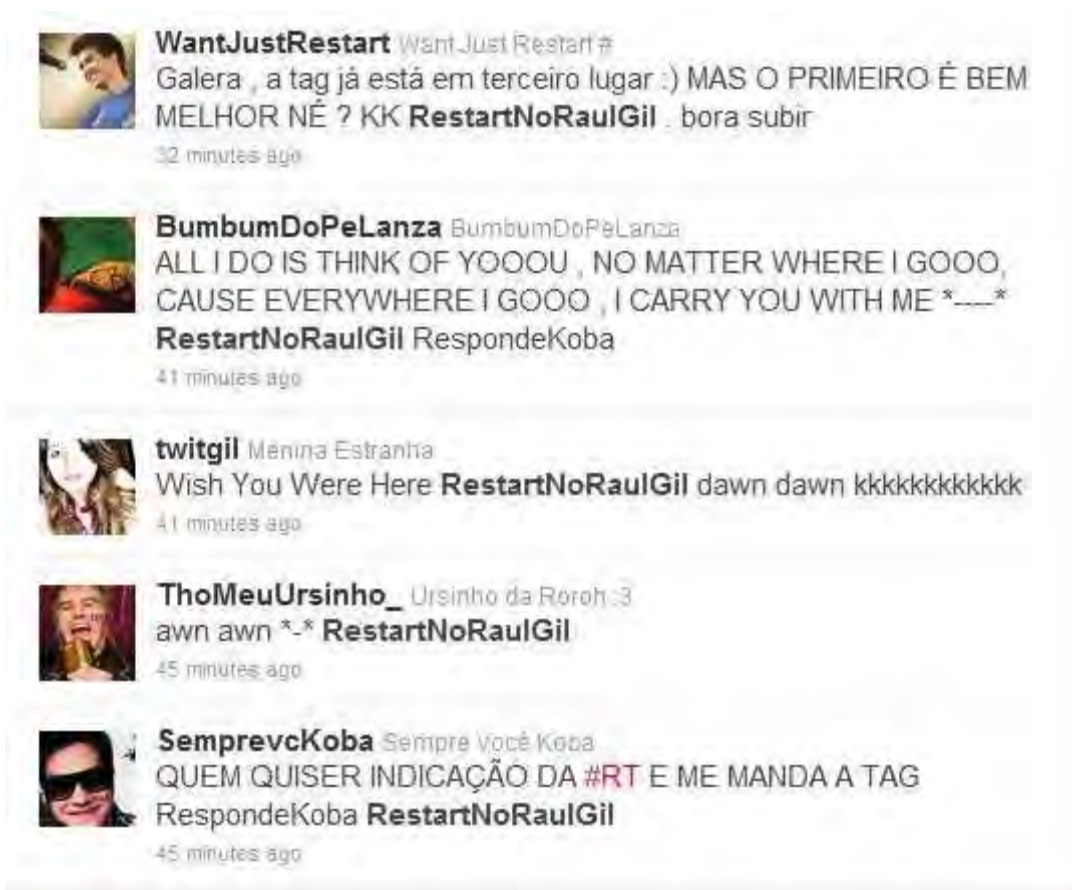 WantJustRestart Want Just Restart #
Galera , a tag já está em terceiro lugar :) MAS O PRIMEIRO É BEM
MELHOR NÉ ? KK RestartNoRaulGil . bora subir
32 minutes ago
BumbumDoPeLanza BumbumDoPeLanza
ALL I DO IS THINK OF YOOOU , NO MATTER WHERE I GOOO,
CAUSE EVERYWHERE I GOOO , I CARRY YOU WITH ME *----*
RestartNoRaulGil RespondeKoba
41 minutes ago
twitgil Menina Estranha
Wish You Were Here RestartNoRaulGil dawn dawn kkkkkkkkkkkk
41 minutes ago
ThoMeuUrsinho_ Ursinho da Roroh :3
awn awn *-* RestartNoRaulGil
45 minutes ago
SemprevcKoba Sempre você Koba
QUEM QUISER INDICAÇÃO DA #RT E ME MANDA A TAG
RespondeKoba RestartNoRaulGil
45 minutes ago